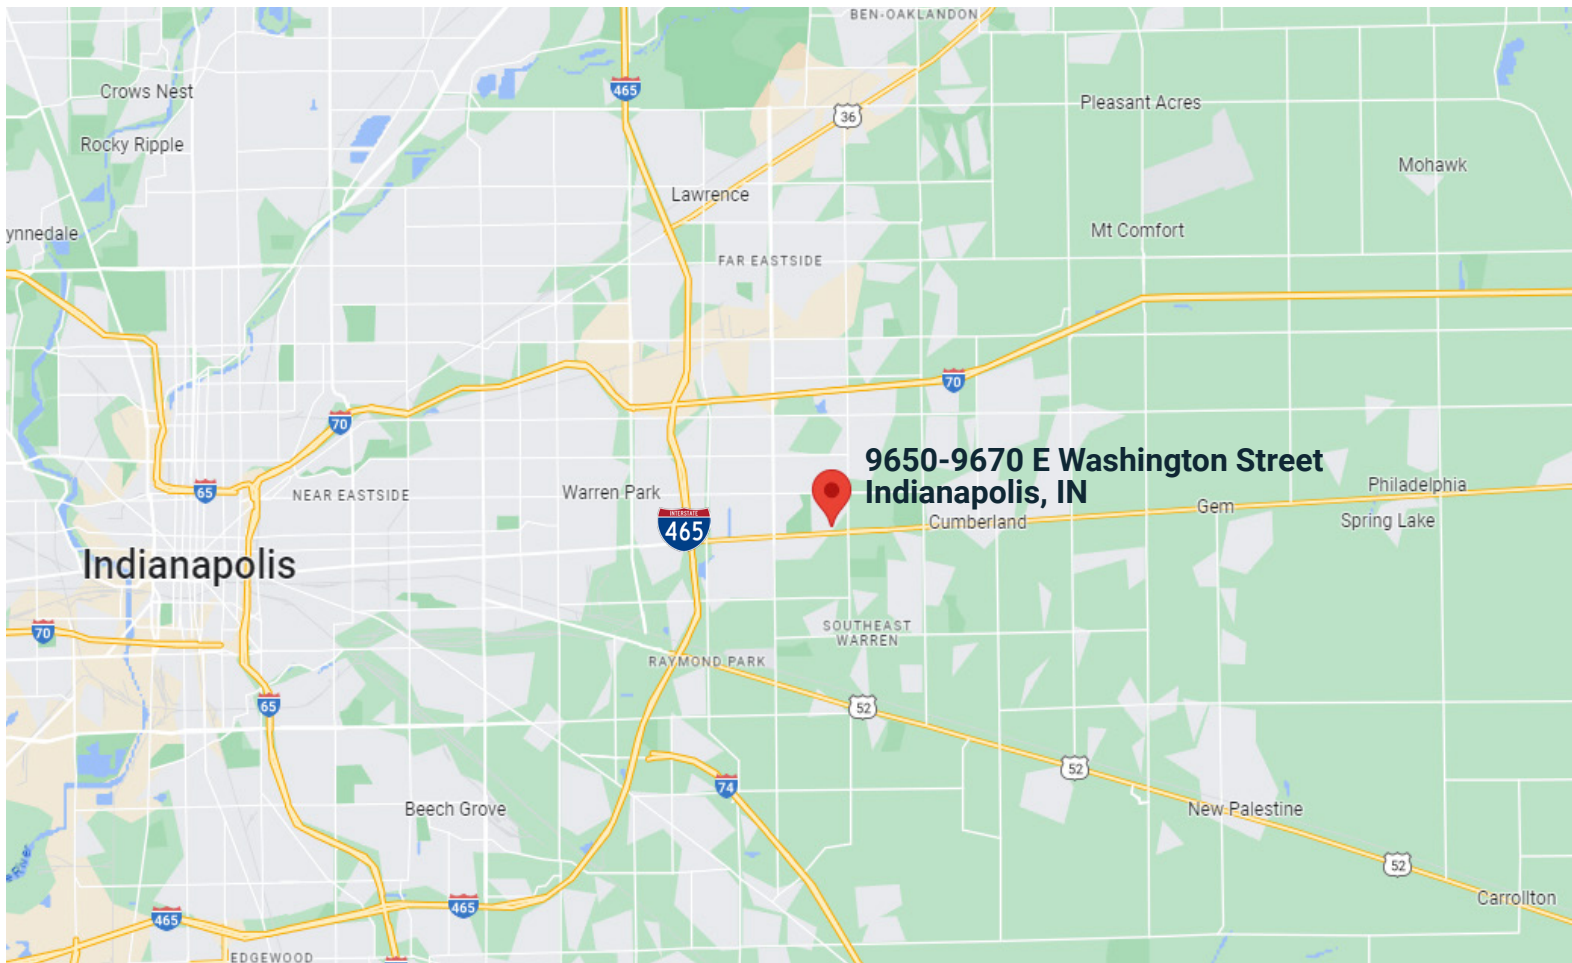 BEN-OAKLANDON
465
Crows Nest
Pleasant Acres
36
Rocky Ripple
Mohawk
Lawrence
ynnedale
Mt Comfort
FAR EASTSIDE
70
70
9650-9670 E Washington Street
Indianapolis, IN
65
NEAR EASTSIDE
Warren Park
Philadelphia
Gem
INTERSTATE
465
Cumberland
Spring Lake
Indianapolis
70
SOUTHEAST
WARREN
RAYMOND PARK
65
52
52
74
Beech Grove
New Palestine
River
52
Carrollton
465
465
EDGEWOOD